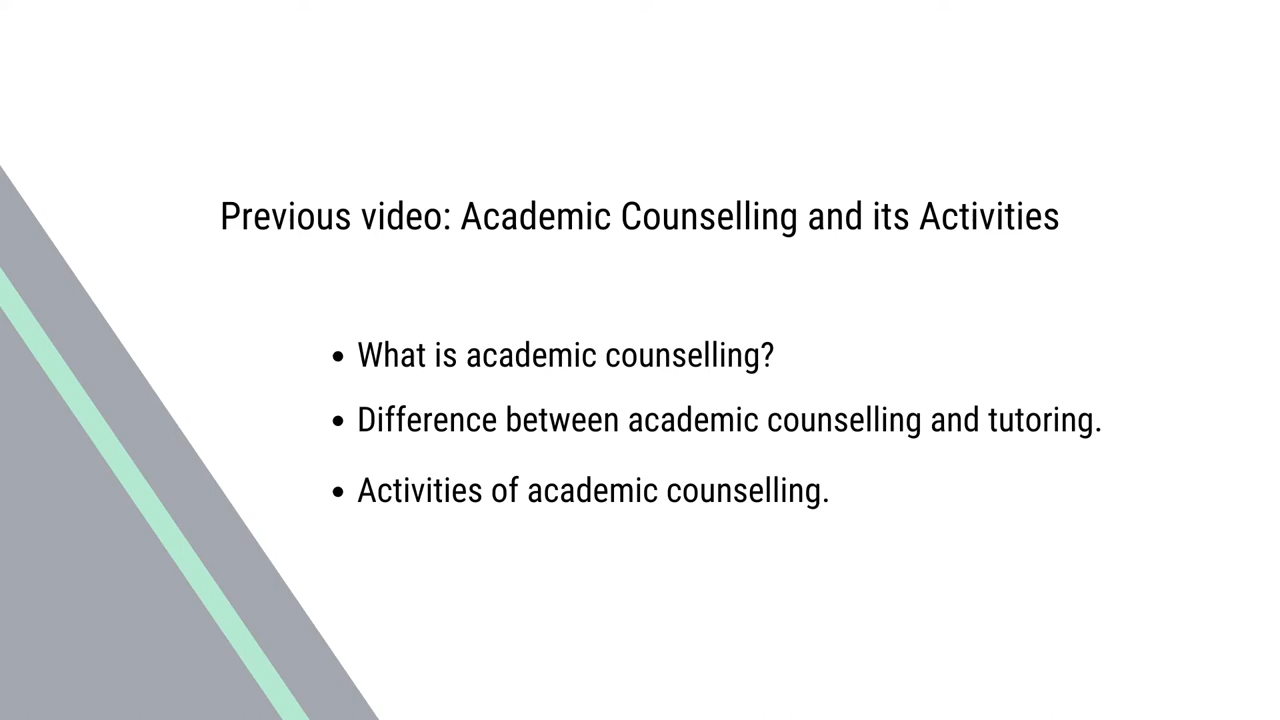 Previous video: Academic Counselling and its Activities
• What is academic counselling?
• Difference between academic counselling and tutoring.
• Activities of academic counselling.